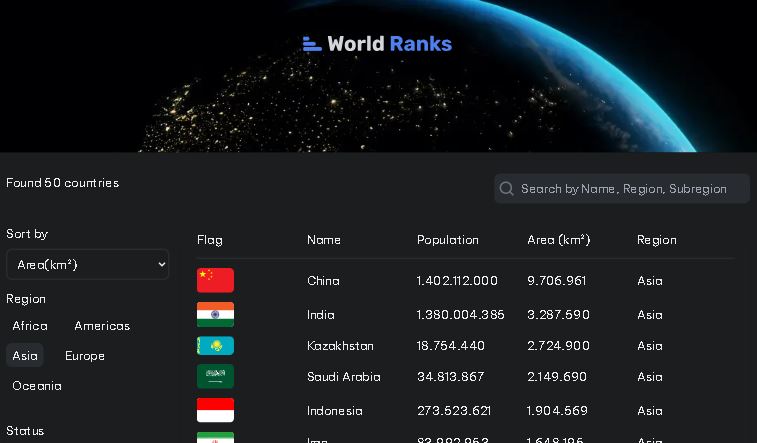 World Ranks
Found 50 countries
Search by Name, Region, Subregion
Sort by
Area(km²)
Region
Africa Americas
Asia Europe
Oceania
Status
Flag Name Population Area (km²) Region
China 1.402.112.000 9.706.961 Asia
India 1.380.004.385 3.287.590 Asia
Kazakhstan 18.754.440 2.724.900 Asia
Saudi Arabia 34.813.867 2.149.690 Asia
Indonesia 273.523.621 1.904.569 Asia
Iran 83.992.953 1.648.195 Asia